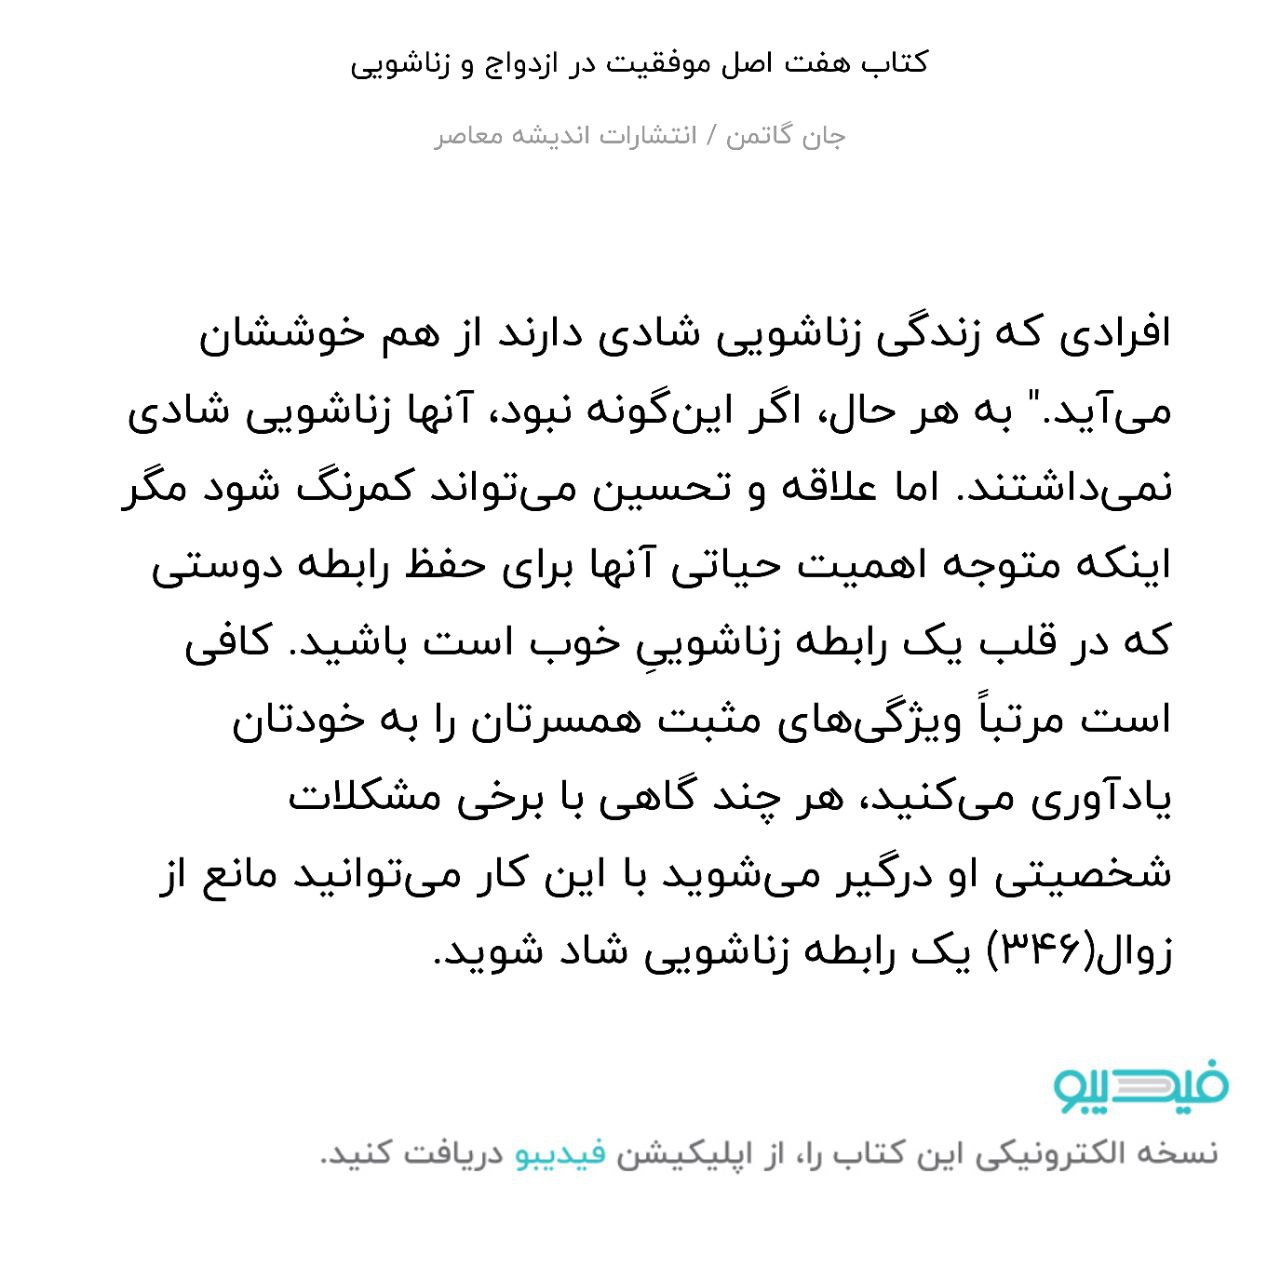 کتاب هفت اصل موفقیت در ازدواج و زناشویی
جان گاتمن / انتشارات اندیشه معاصر
افرادی که زندگی زناشویی شادی دارند از هم خوششان
می‌آید." به هر حال، اگر این‌گونه نبود، آنها زناشویی شادی
نمی‌داشتند. اما علاقه و تحسین می‌تواند کمرنگ شود مگر
اینکه متوجه اهمیت حیاتی آنها برای حفظ رابطه دوستی
که در قلب یک رابطه زناشوییِ خوب است باشید. کافی
است مرتباً ویژگی‌های مثبت همسرتان را به خودتان
یادآوری می‌کنید، هر چند گاهی با برخی مشکلات
شخصیتی او درگیر می‌شوید با این کار می‌توانید مانع از
زوال(۳۴۶) یک رابطه زناشویی شاد شوید.
فیدیبو
نسخه الکترونیکی این کتاب را، از اپلیکیشن فیدیبو دریافت کنید.